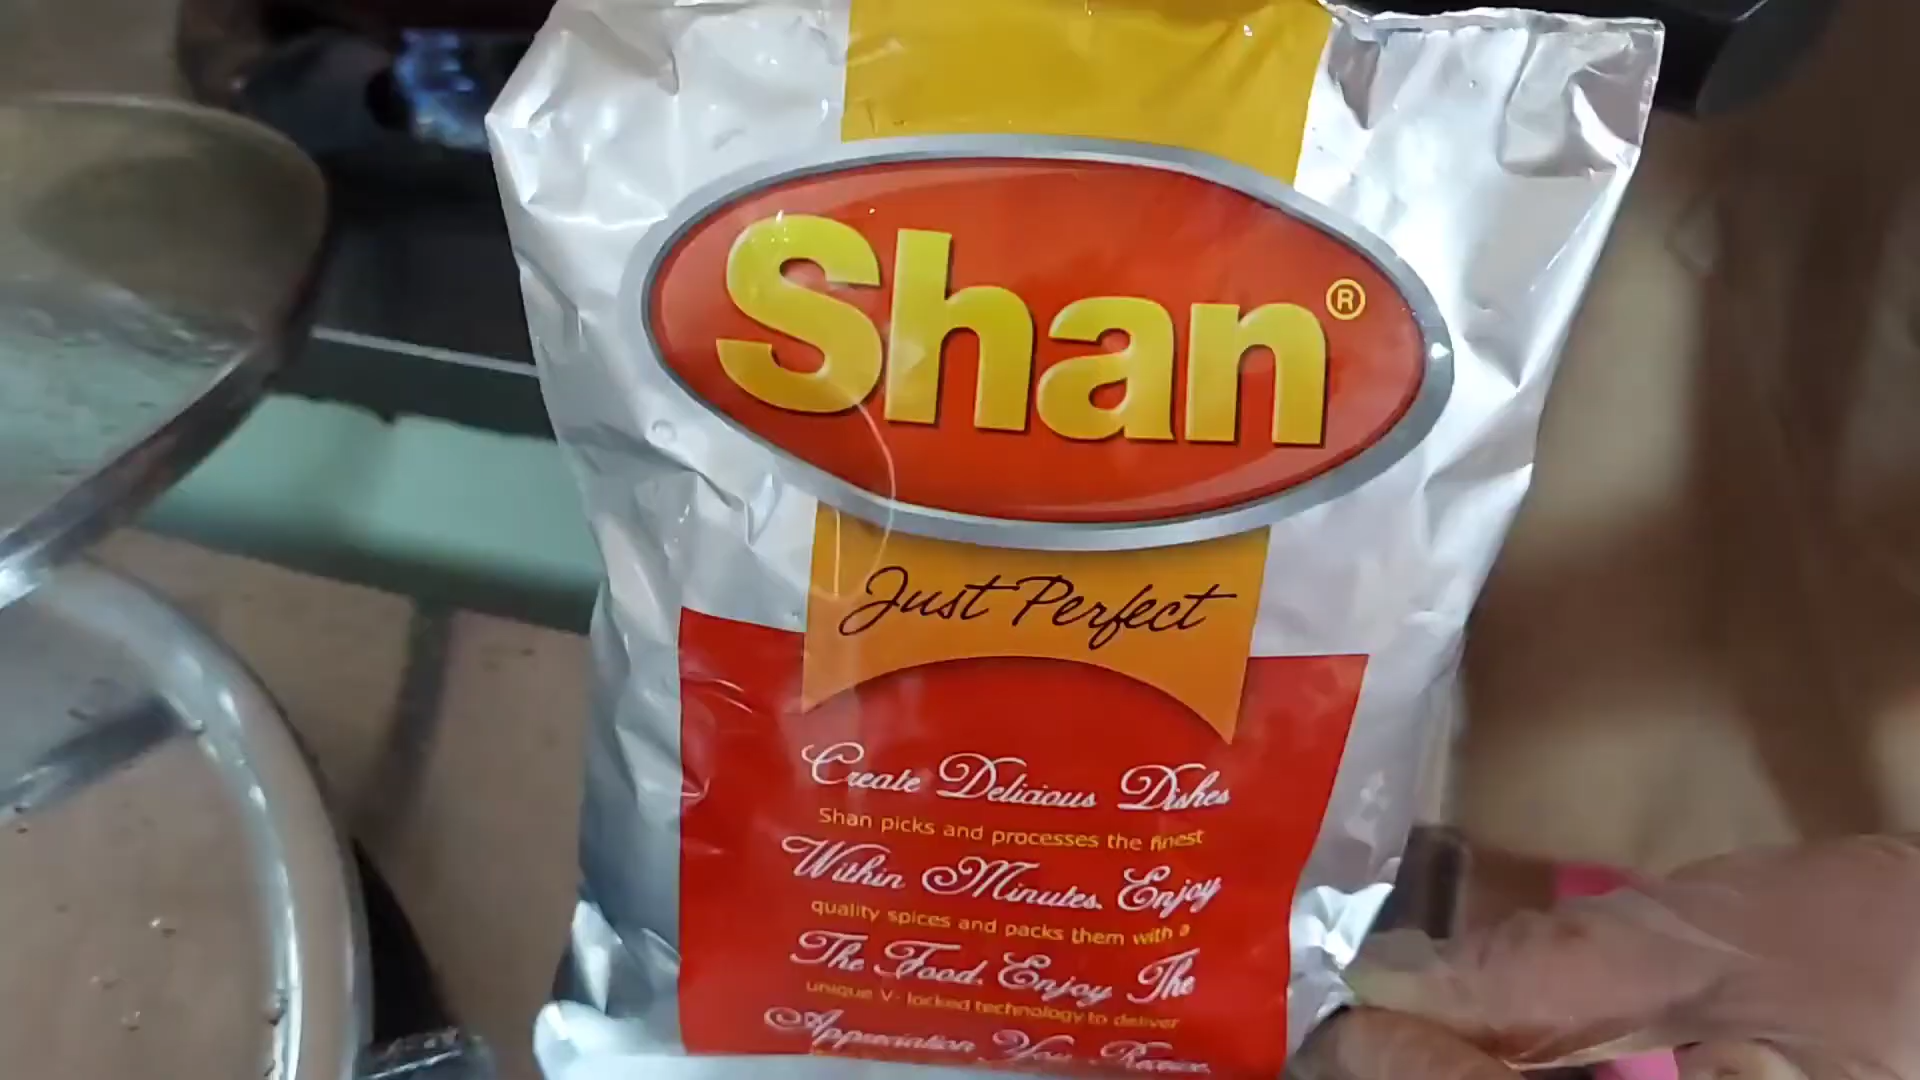 Shan®
Just Perfect
Create Delicious Dishes
Shan picks and processes the finest
Within Minutes. Enjoy
quality spices and packs them with a
The Food. Enjoy The
unique V- locked technology to deliver
Appreciation You Receive.